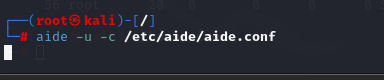 ┌──(root㉿kali)-[/]
└─# aide -u -c /etc/aide/aide.conf